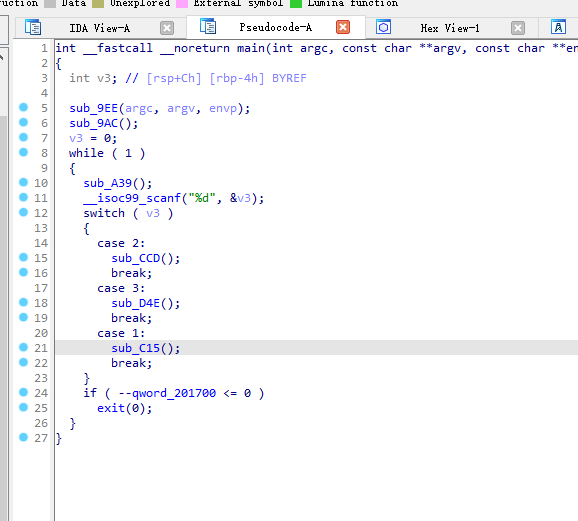 ruction Data Unexplored External symbol Lumina function
IDA View-A Pseudocode-A Hex View-1 A
1 int __fastcall __noreturn main(int argc, const char **argv, const char **en
2 {
3 int v3; // [rsp+Ch] [rbp-4h] BYREF
4
5 sub_9EE(argc, argv, envp);
6 sub_9AC();
7 v3 = 0;
8 while ( 1 )
9 {
10 sub_A39();
11 __isoc99_scanf("%d", &v3);
12 switch ( v3 )
13 {
14 case 2:
15 sub_CCD();
16 break;
17 case 3:
18 sub_D4E();
19 break;
20 case 1:
21 sub_C15();
22 break;
23 }
24 if ( --qword_201700 <= 0 )
25 exit(0);
26 }
27 }